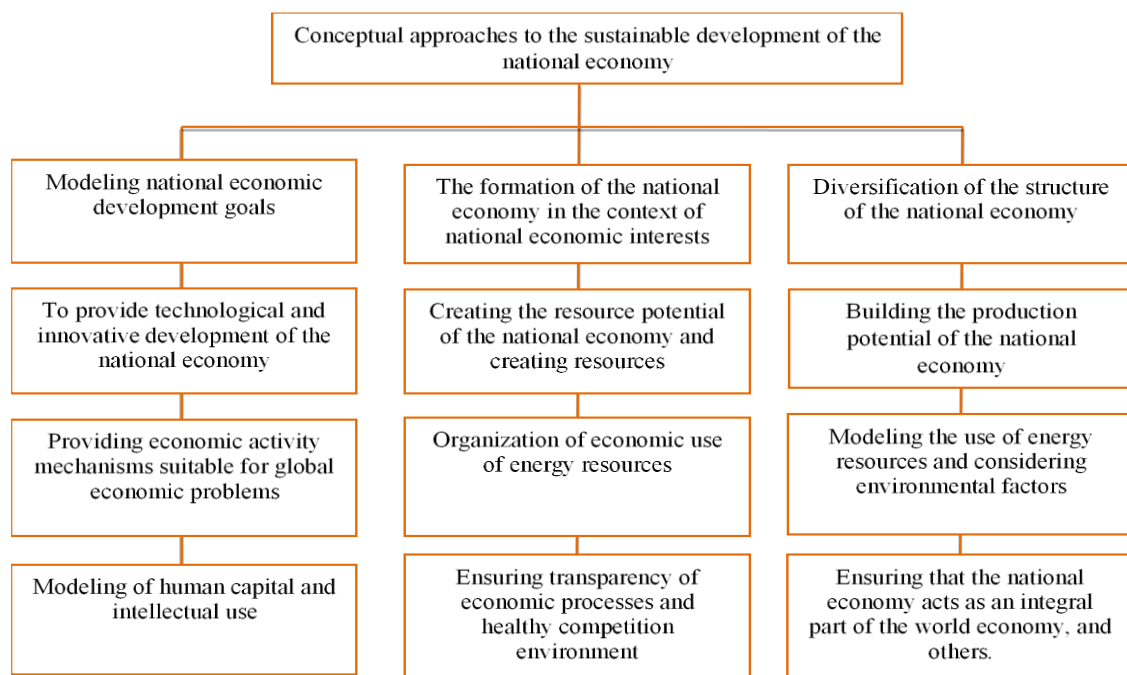 Conceptual approaches to the sustainable development of the
national economy
Modeling national economic
development goals
The formation of the national
economy in the context of
national economic interests
Diversification of the structure
of the national economy
To provide technological and
innovative development of the
national economy
Creating the resource potential
of the national economy and
creating resources
Building the production
potential of the national
economy
Providing economic activity
mechanisms suitable for global
economic problems
Organization of economic use
of energy resources
Modeling the use of energy
resources and considering
environmental factors
Modeling of human capital and
intellectual use
Ensuring transparency of
economic processes and
healthy competition
environment
Ensuring that the national
economy acts as an integral
part of the world economy, and
others.